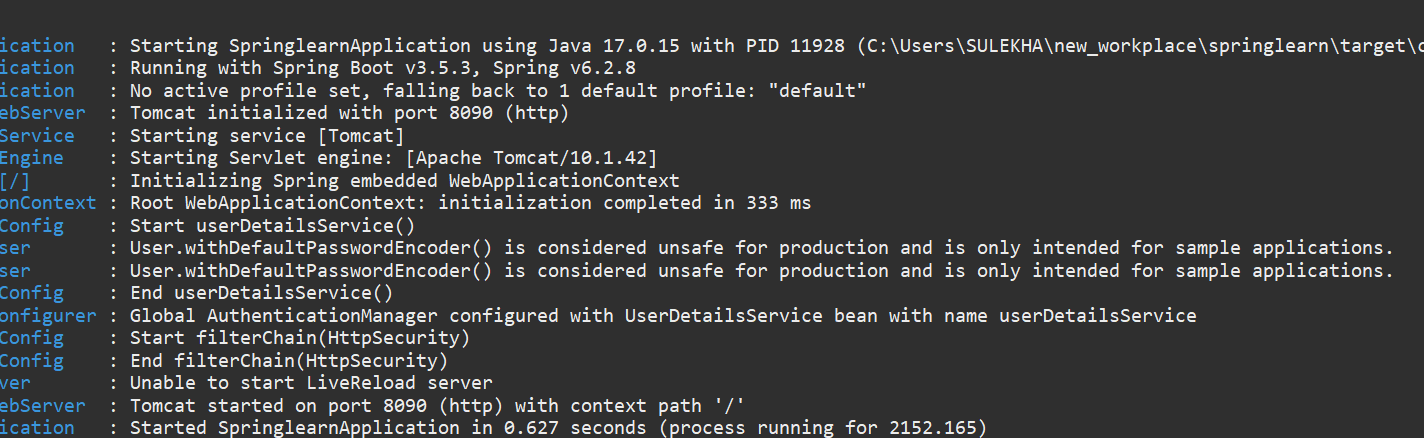 ication : Starting SpringlearnApplication using Java 17.0.15 with PID 11928 (C:\Users\SULEKHA\new_workplace\springlearn\target\c
ication : Running with Spring Boot v3.5.3, Spring v6.2.8
ication : No active profile set, falling back to 1 default profile: "default"
ebServer : Tomcat initialized with port 8090 (http)
Service : Starting service [Tomcat]
Engine : Starting Servlet engine: [Apache Tomcat/10.1.42]
[/] : Initializing Spring embedded WebApplicationContext
onContext : Root WebApplicationContext: initialization completed in 333 ms
Config : Start userDetailsService()
ser : User.withDefaultPasswordEncoder() is considered unsafe for production and is only intended for sample applications.
ser : User.withDefaultPasswordEncoder() is considered unsafe for production and is only intended for sample applications.
Config : End userDetailsService()
onfigurer : Global AuthenticationManager configured with UserDetailsService bean with name userDetailsService
Config : Start filterChain(HttpSecurity)
Config : End filterChain(HttpSecurity)
ver : Unable to start LiveReload server
ebServer : Tomcat started on port 8090 (http) with context path '/'
ication : Started SpringlearnApplication in 0.627 seconds (process running for 2152.165)